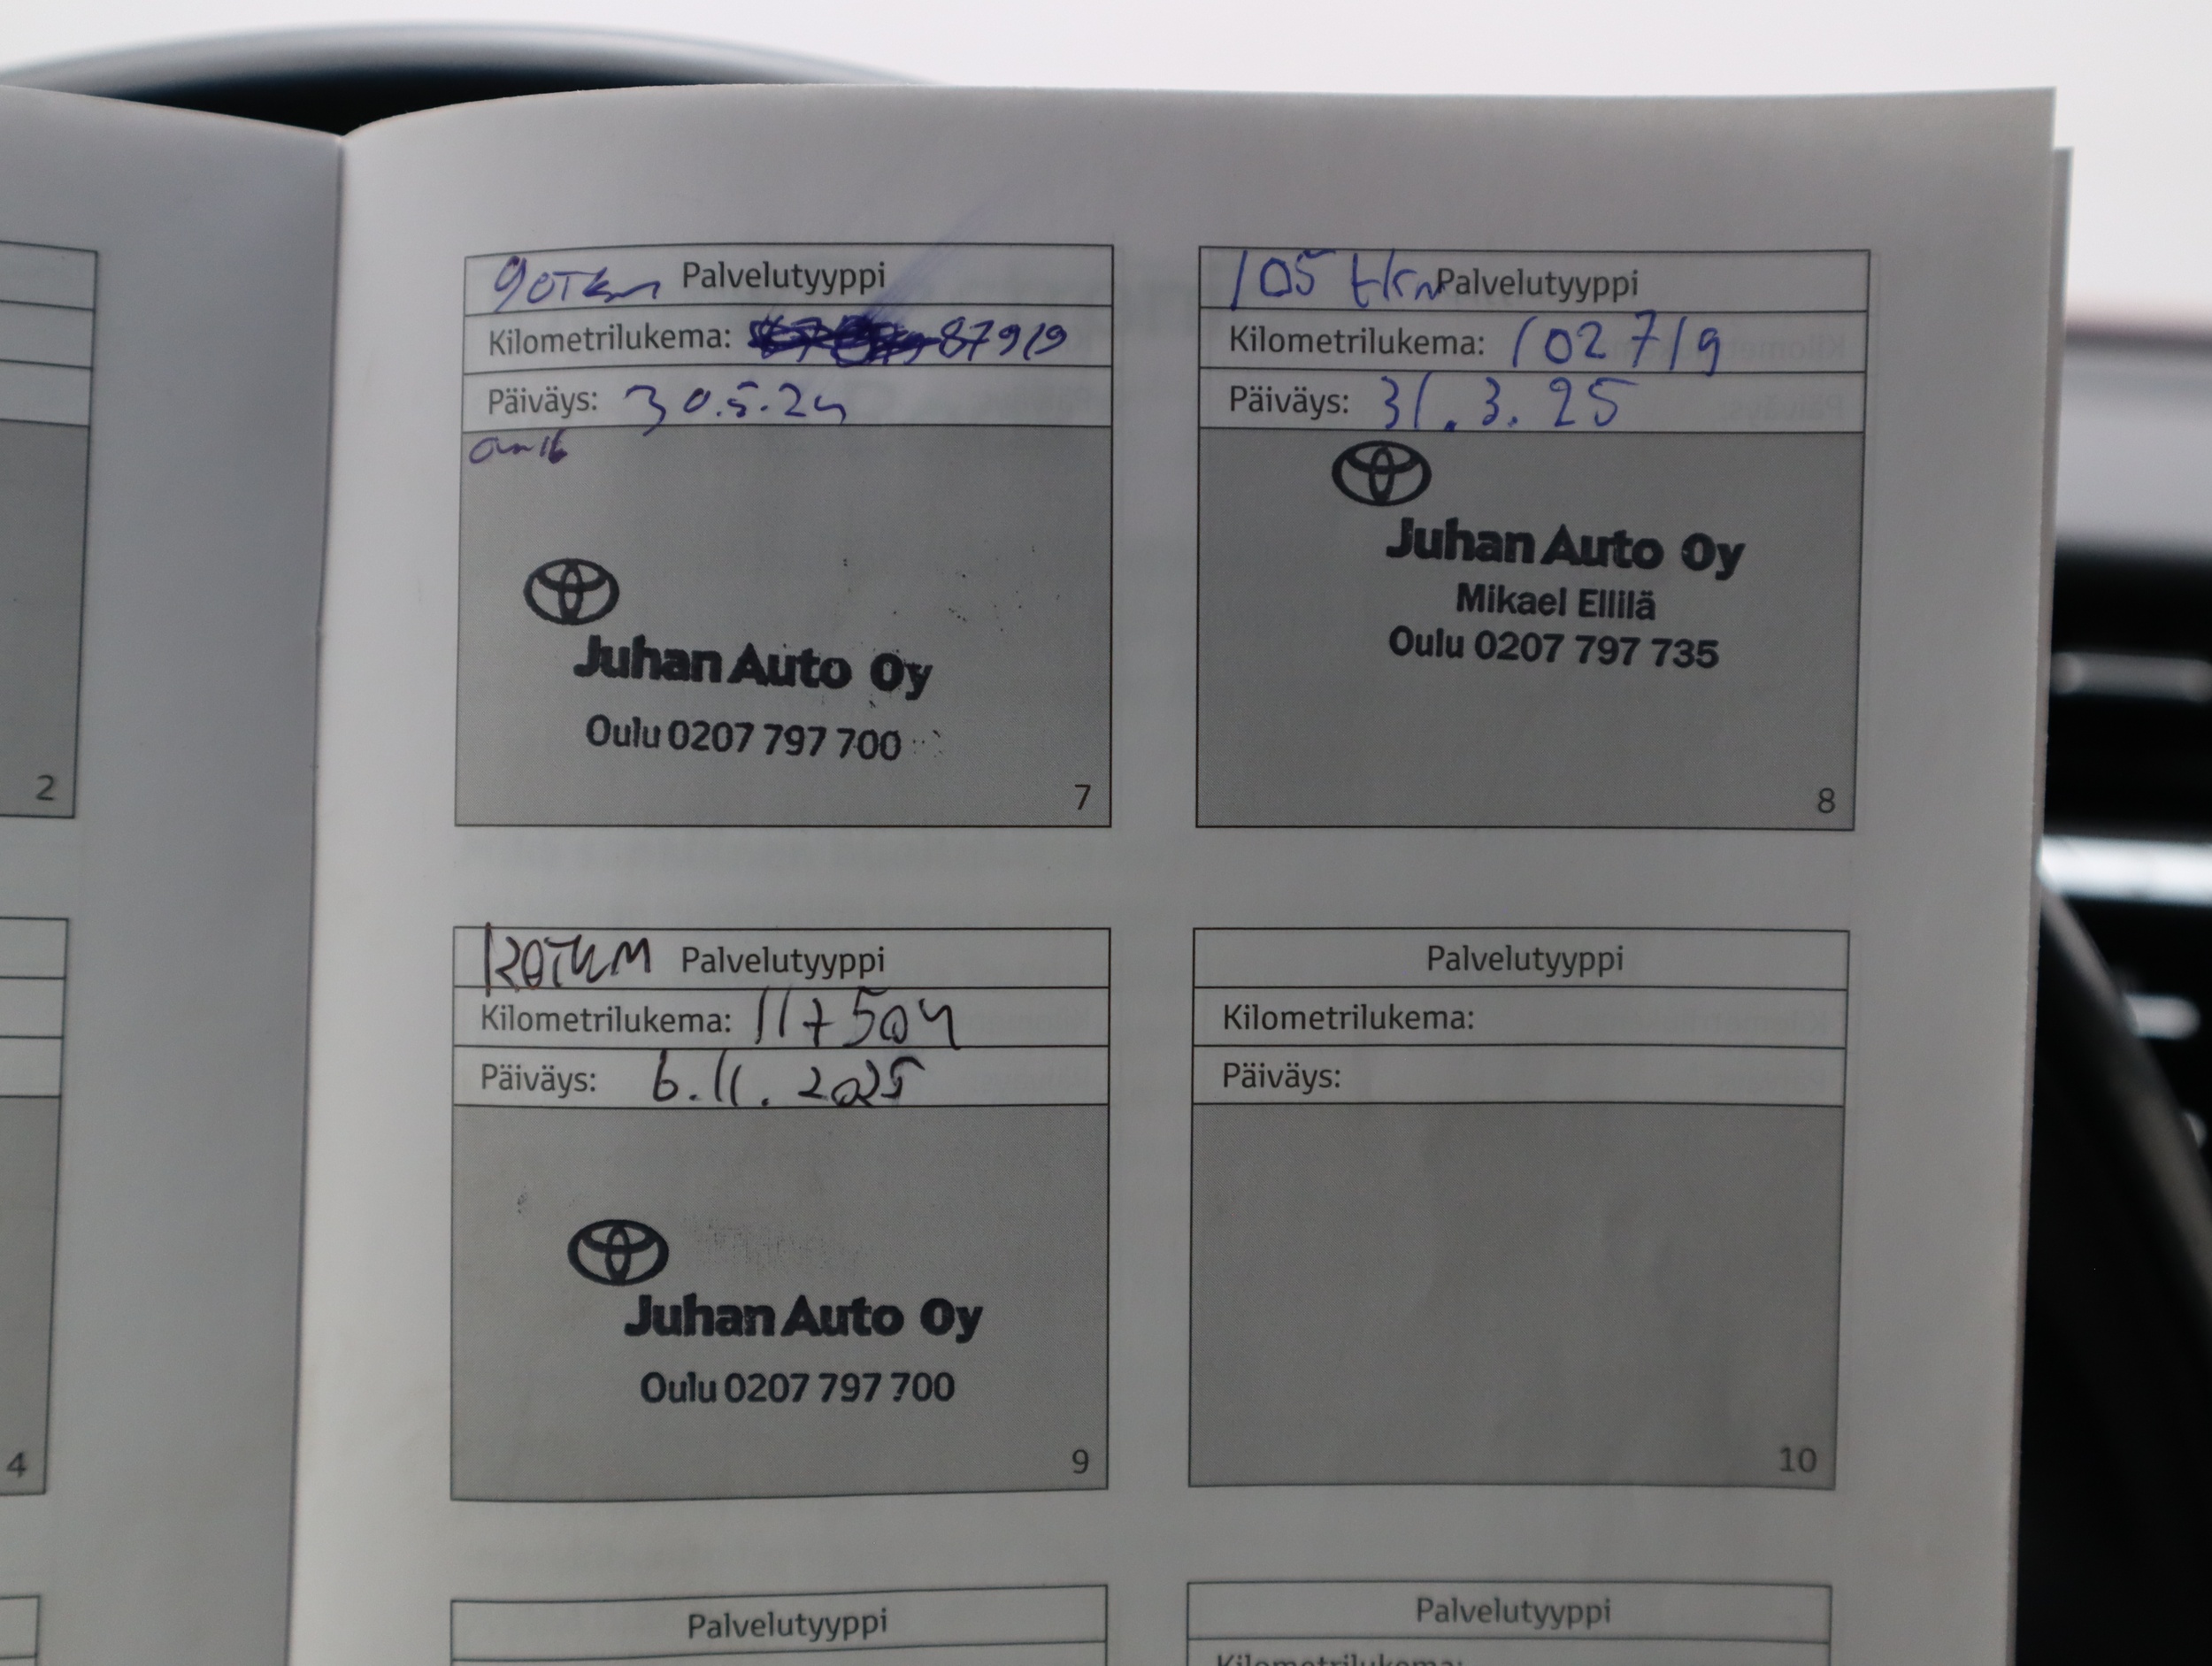 90TKm Palvelutyyppi
Kilometrilukema: 87919
Päiväys: 30.5.24
Juhan Auto Oy
Oulu 0207 797 700
7
105 tkm Palvelutyyppi
Kilometrilukema: 102719
Päiväys: 31.3.25
Juhan Auto Oy
Mikael Ellilä
Oulu 0207 797 735
8
2
120TKM Palvelutyyppi
Kilometrilukema: 117504
Päiväys: 6.11.2025
Juhan Auto Oy
Oulu 0207 797 700
9
Palvelutyyppi
Kilometrilukema:
Päiväys:
10
4
Palvelutyyppi
Palvelutyyppi
Kilometrilukema: